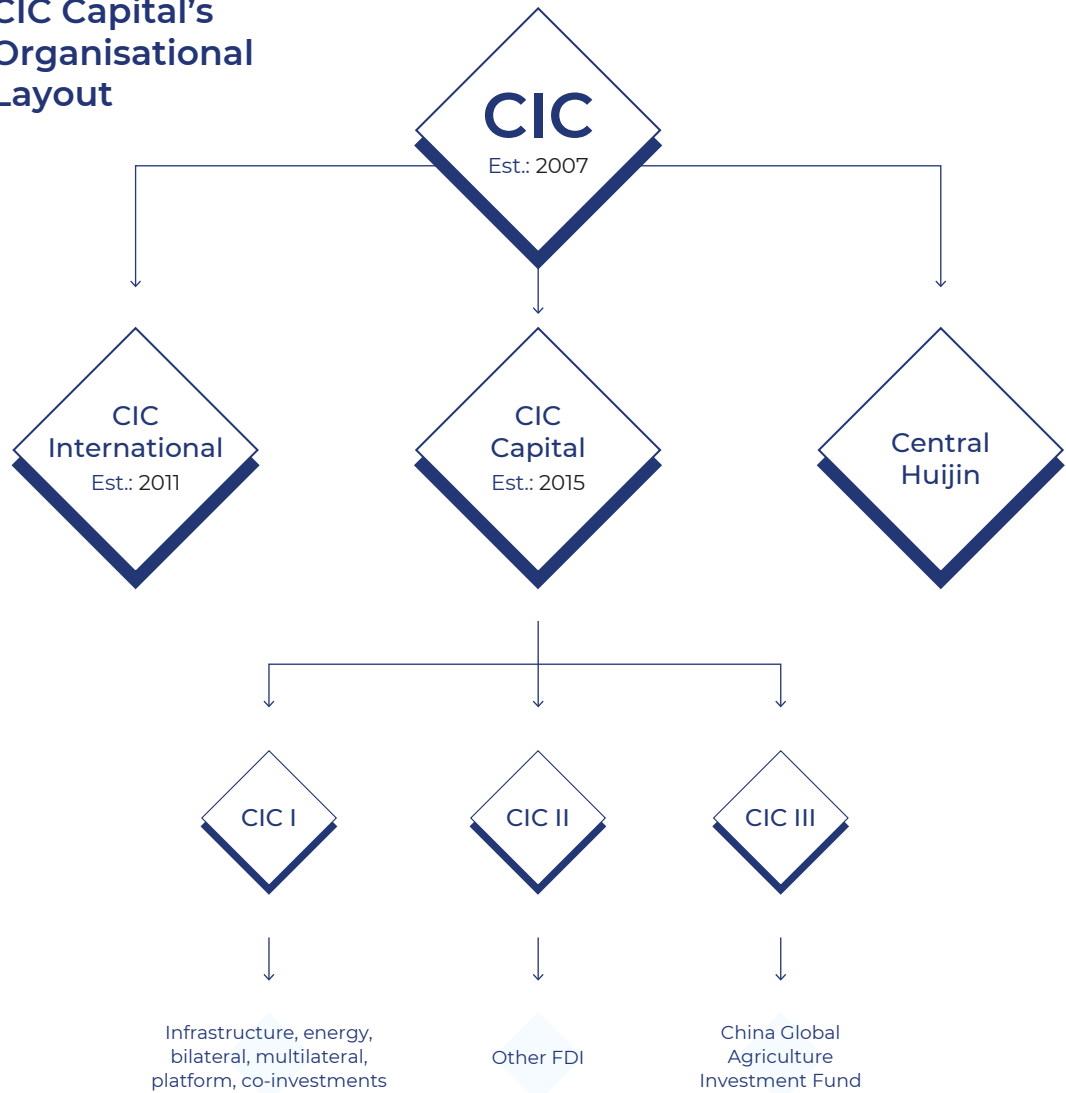 CIC Capital's
Organisational
Layout
CIC
Est.: 2007
CIC
International
Est.: 2011
CIC
Capital
Est.: 2015
Central
Huijin
CIC I
CIC II
CIC III
Infrastructure, energy,
bilateral, multilateral,
platform, co-investments
Other FDI
China Global
Agriculture
Investment Fund